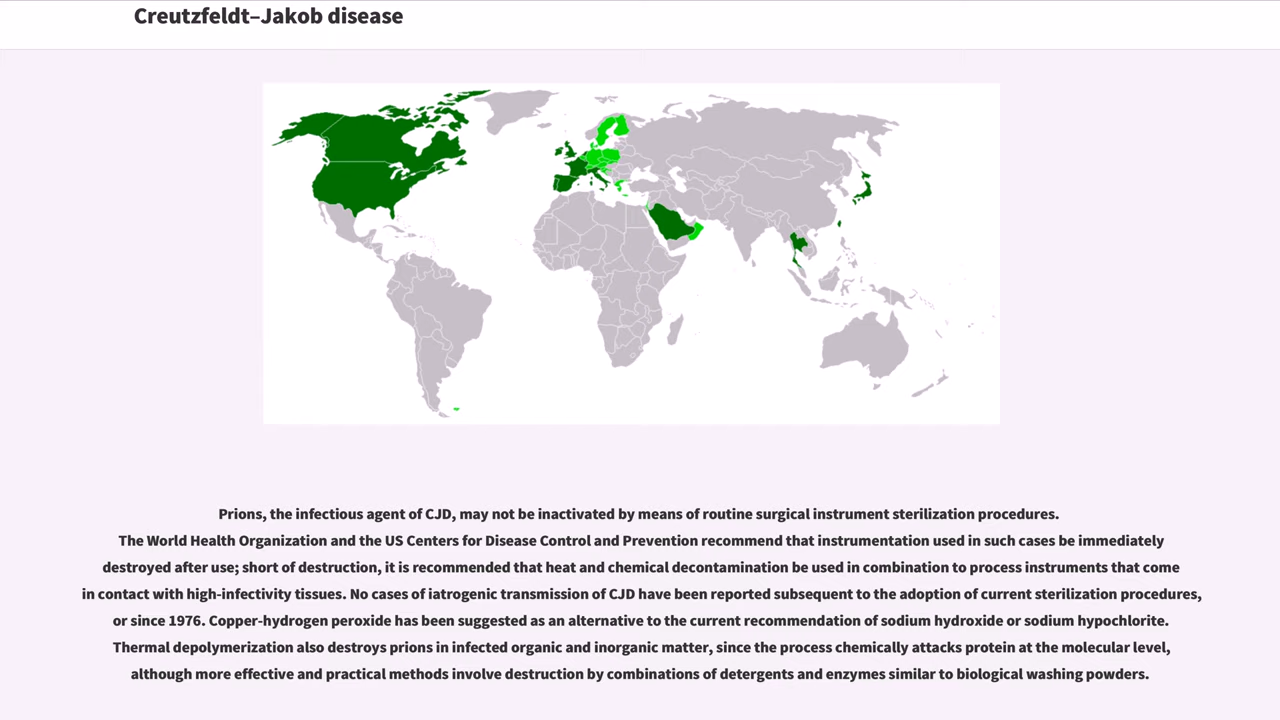 Creutzfeldt–Jakob disease
Prions, the infectious agent of CJD, may not be inactivated by means of routine surgical instrument sterilization procedures.
The World Health Organization and the US Centers for Disease Control and Prevention recommend that instrumentation used in such cases be immediately
destroyed after use; short of destruction, it is recommended that heat and chemical decontamination be used in combination to process instruments that come
in contact with high-infectivity tissues. No cases of iatrogenic transmission of CJD have been reported subsequent to the adoption of current sterilization procedures,
or since 1976. Copper-hydrogen peroxide has been suggested as an alternative to the current recommendation of sodium hydroxide or sodium hypochlorite.
Thermal depolymerization also destroys prions in infected organic and inorganic matter, since the process chemically attacks protein at the molecular level,
although more effective and practical methods involve destruction by combinations of detergents and enzymes similar to biological washing powders.